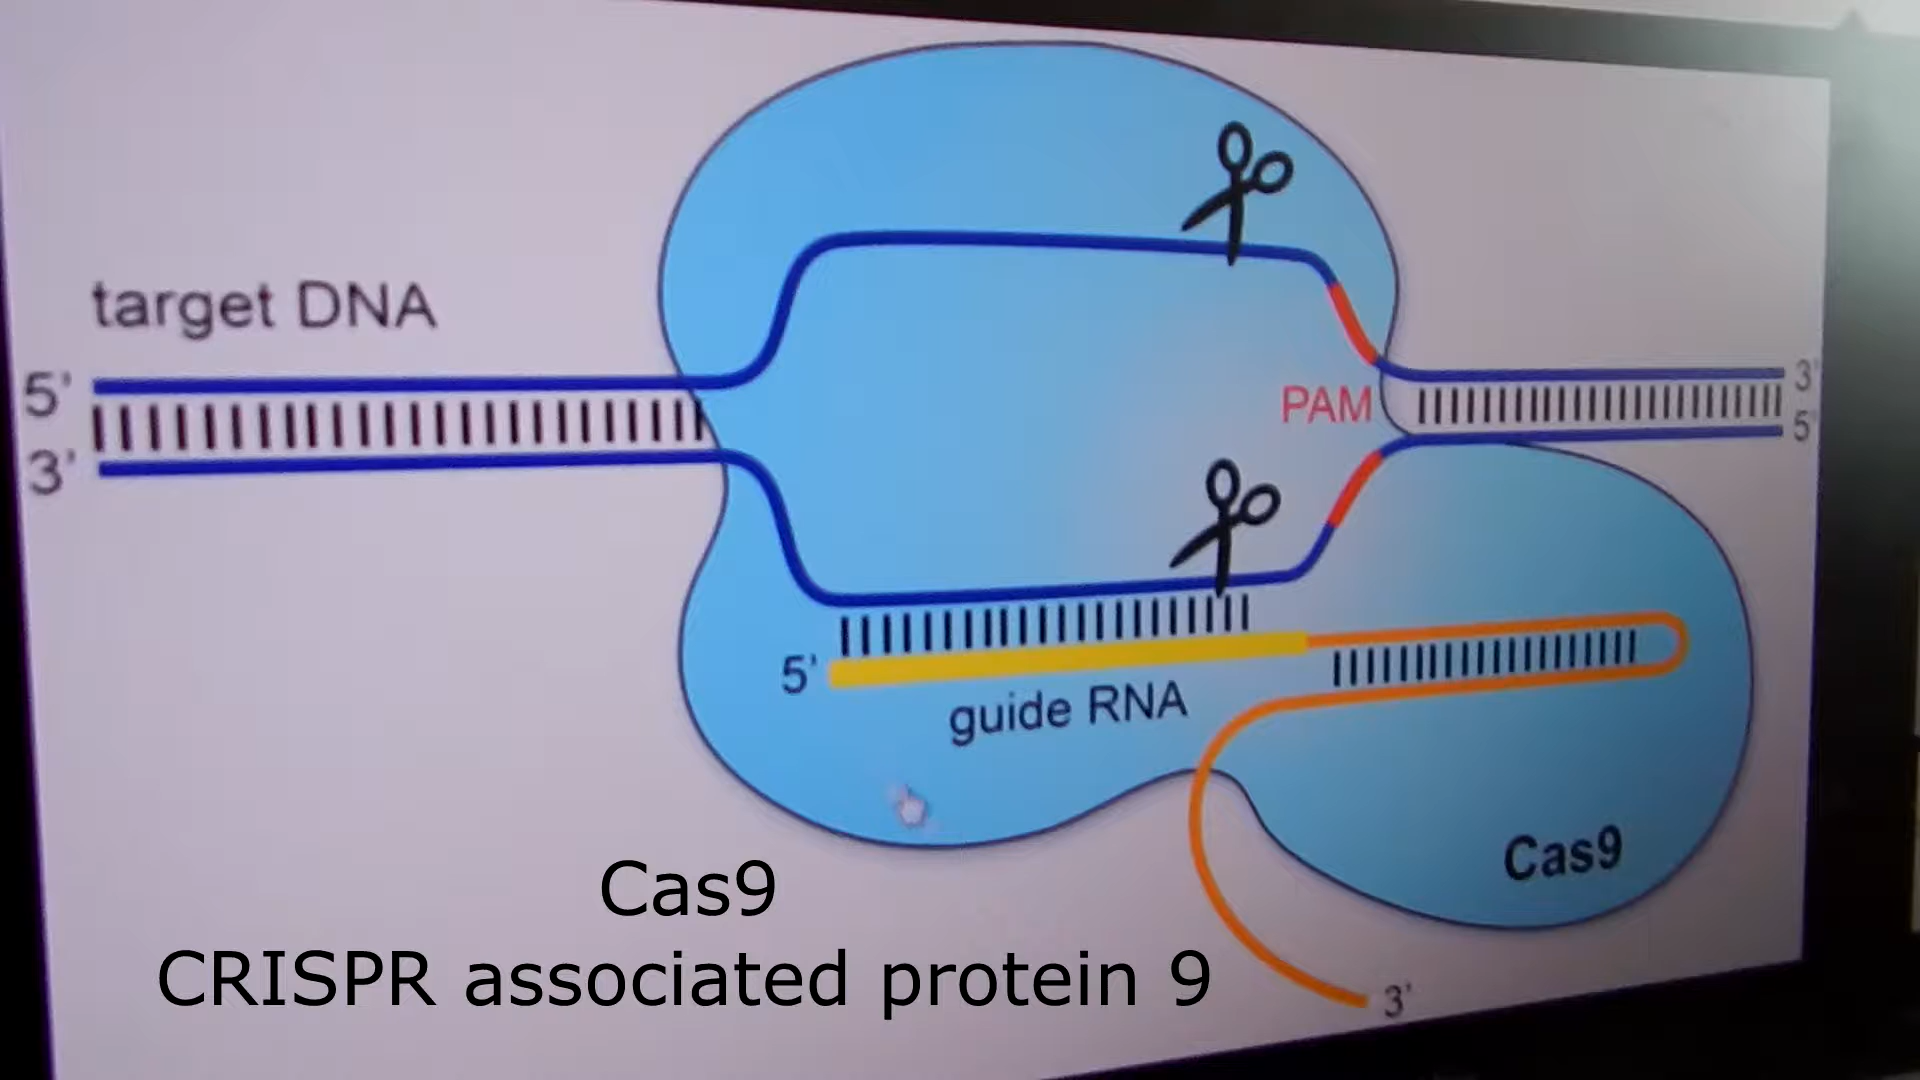 target DNA
5'
3'
3'
5'
PAM
5'
guide RNA
Cas9
3'
Cas9
CRISPR associated protein 9